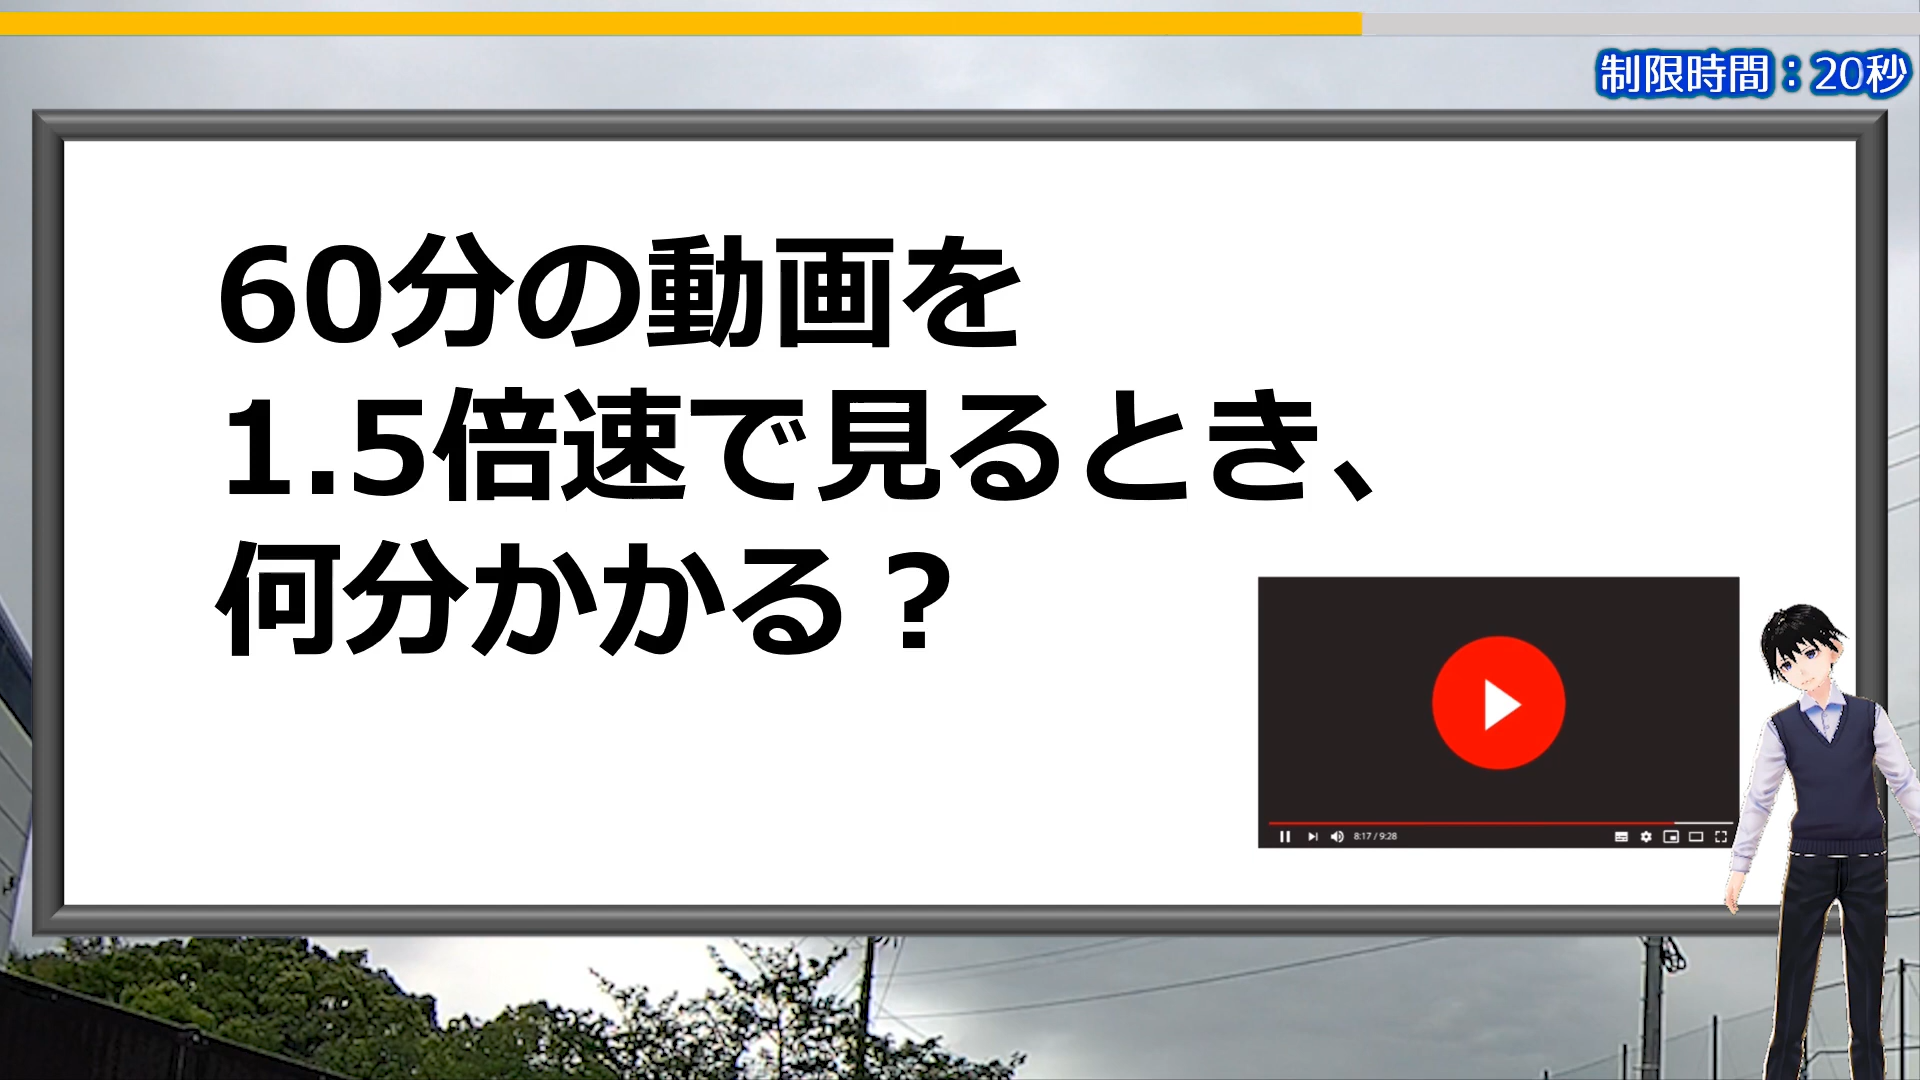 制限時間：20秒
60分の動画を
1.5倍速で見るとき、
何分かかる？
8:17 / 9:28